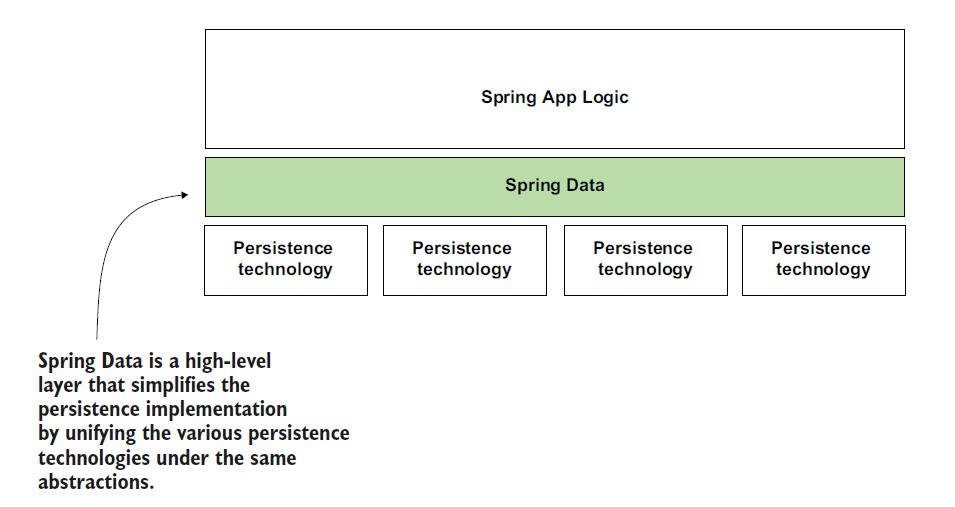 Spring App Logic
Spring Data
Persistence
technology
Persistence
technology
Persistence
technology
Persistence
technology
Spring Data is a high-level
layer that simplifies the
persistence implementation
by unifying the various persistence
technologies under the same
abstractions.